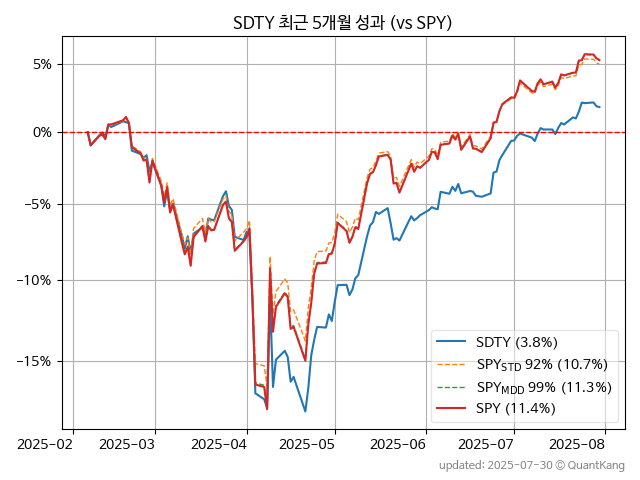 SDTY 최근 5개월 성과 (vs SPY)
5%
0%
−5%
−10%
−15%
SDTY (3.8%)
SPYSTD 92% (10.7%)
SPYMDD 99% (11.3%)
SPY (11.4%)
2025-02 2025-03 2025-04 2025-05 2025-06 2025-07 2025-08
updated: 2025-07-30 © QuantKang